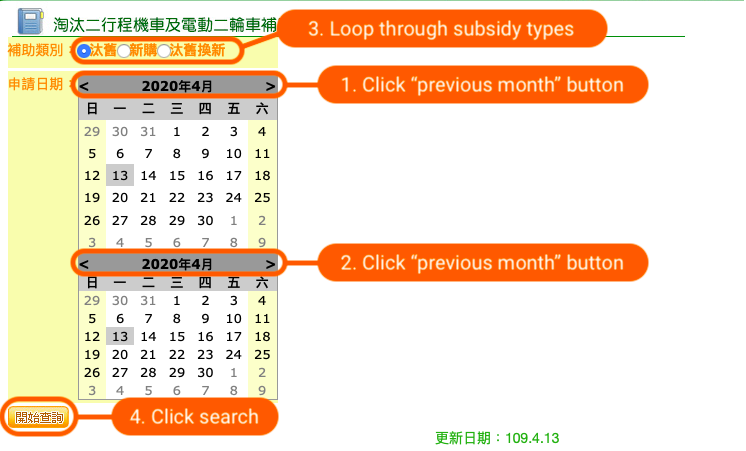 淘汰二行程機車及電動二輪車補
3. Loop through subsidy types
補助類別：汰舊 新購 汰舊換新
申請日期：
< 2020年4月 >
1. Click “previous month” button
日 一 二 三 四 五 六
29 30 31 1 2 3 4
5 6 7 8 9 10 11
12 13 14 15 16 17 18
19 20 21 22 23 24 25
26 27 28 29 30 1 2
3 4 5 6 7 8 9
< 2020年4月 >
2. Click “previous month” button
日 一 二 三 四 五 六
29 30 31 1 2 3 4
5 6 7 8 9 10 11
12 13 14 15 16 17 18
19 20 21 22 23 24 25
26 27 28 29 30 1 2
3 4 5 6 7 8 9
開始查詢
4. Click search
更新日期：109.4.13